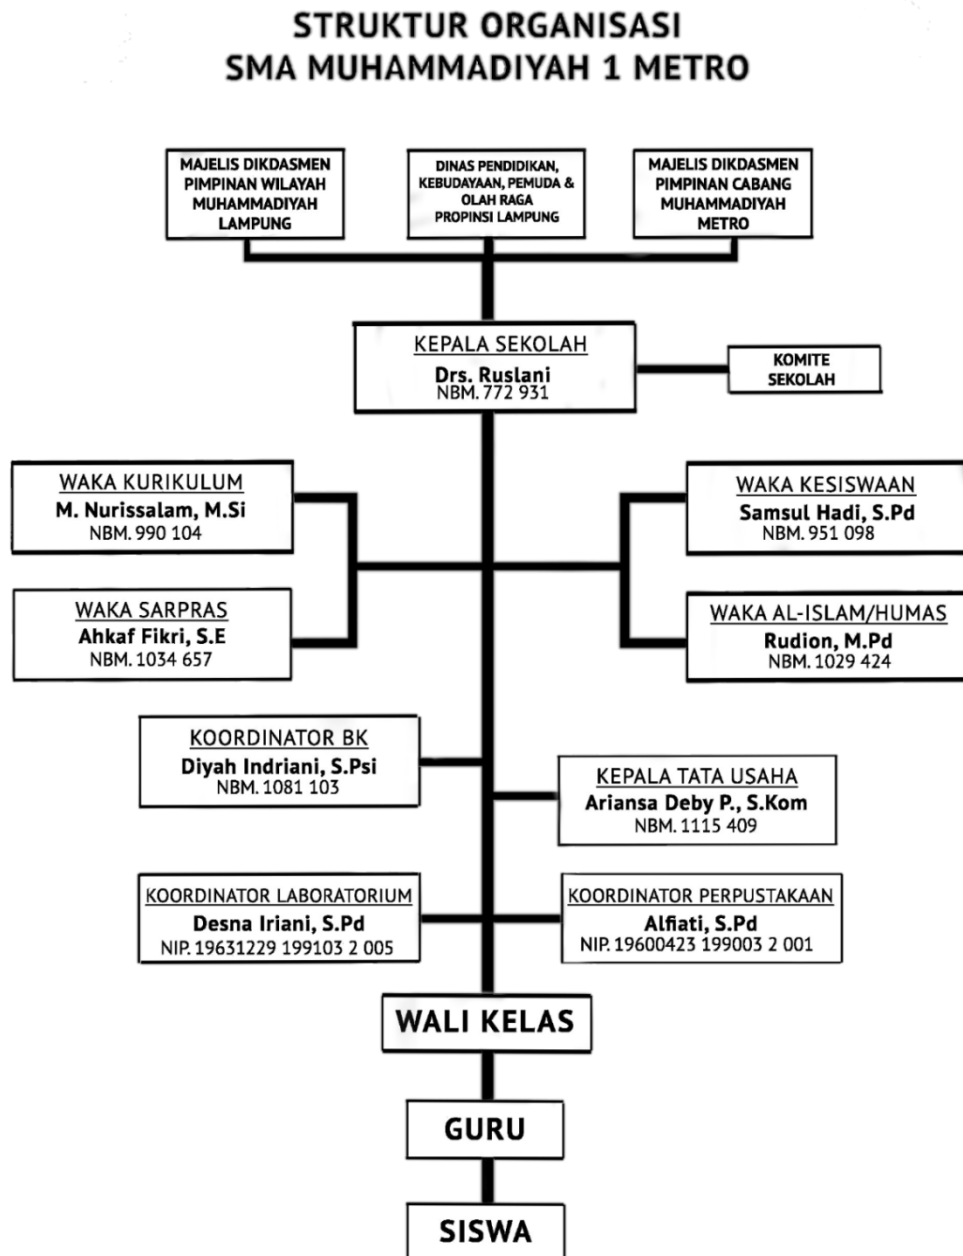 STRUKTUR ORGANISASI
SMA MUHAMMADIYAH 1 METRO
MAJELIS DIKDASMEN
PIMPINAN WILAYAH
MUHAMMADIYAH
LAMPUNG
DINAS PENDIDIKAN,
KEBUDAYAAN, PEMUDA &
OLAH RAGA
PROPINSI LAMPUNG
MAJELIS DIKDASMEN
PIMPINAN CABANG
MUHAMMADIYAH
METRO
KEPALA SEKOLAH
Drs. Ruslani
NBM. 772 931
KOMITE
SEKOLAH
WAKA KURIKULUM
M. Nurissalam, M.Si
NBM. 990 104
WAKA KESISWAAN
Samsul Hadi, S.Pd
NBM. 951 098
WAKA SARPRAS
Ahkaf Fikri, S.E
NBM. 1034 657
WAKA AL-ISLAM/HUMAS
Rudion, M.Pd
NBM. 1029 424
KOORDINATOR BK
Diyah Indriani, S.Psi
NBM. 1081 103
KEPALA TATA USAHA
Ariansa Deby P., S.Kom
NBM. 1115 409
KOORDINATOR LABORATORIUM
Desna Iriani, S.Pd
NIP. 19631229 199103 2 005
KOORDINATOR PERPUSTAKAAN
Alfiati, S.Pd
NIP. 19600423 199003 2 001
WALI KELAS
GURU
SISWA